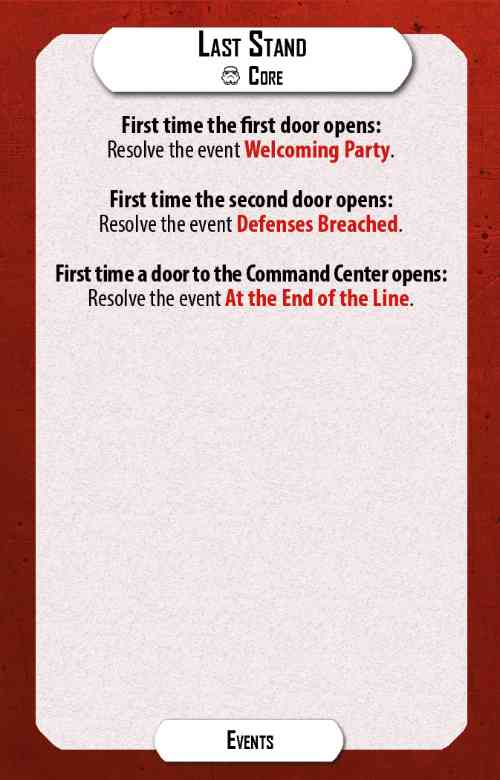 Last Stand
Core
First time the first door opens:
Resolve the event Welcoming Party.
First time the second door opens:
Resolve the event Defenses Breached.
First time a door to the Command Center opens:
Resolve the event At the End of the Line.
Events